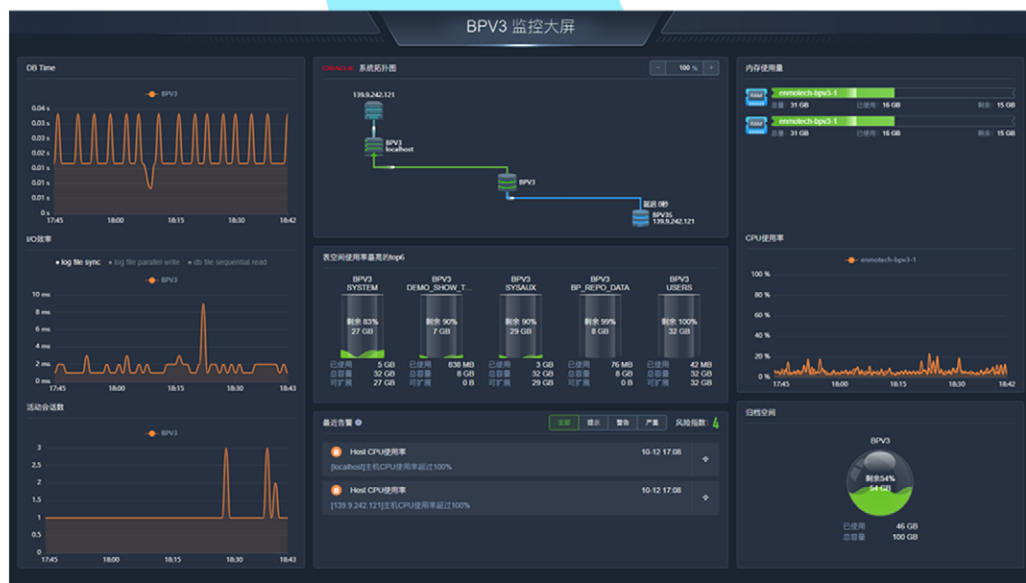 BPV3 监控大屏
DB Time
BPV3
0.04 s
0.03 s
0.03 s
0.02 s
0.01 s
0.01 s
0 s
17:45 18:00 18:15 18:30 18:42
I/O效率
log file sync log file parallel write db file sequential read
BPV3
10 ms
8 ms
6 ms
4 ms
2 ms
0 ms
17:45 18:00 18:15 18:30 18:43
活动会话数
BPV3
3
2.5
2
1.5
1
0.5
0
17:45 18:00 18:15 18:30 18:43
ORACLE 系统拓扑图
- 100 % +
139.9.242.121
BPV3
localhost
BPV3
延迟 0秒
BPV3S
139.9.242.121
表空间使用率最高的top6
BPV3 BPV3 BPV3 BPV3 BPV3
SYSTEM DEMO_SHOW_T... SYSAUX BP_REPO_DATA USERS
剩余 83% 剩余 90% 剩余 90% 剩余 99% 剩余 100%
27 GB 7 GB 29 GB 8 GB 32 GB
已使用 5 GB 已使用 838 MB 已使用 3 GB 已使用 76 MB 已使用 42 MB
总容量 32 GB 总容量 8 GB 总容量 32 GB 总容量 8 GB 总容量 32 GB
可扩展 27 GB 可扩展 0 B 可扩展 29 GB 可扩展 0 B 可扩展 32 GB
最近告警 全部 提示 警告 严重 风险指数: 4
Host CPU使用率 10-12 17:08
[localhost]主机CPU使用率超过100%
Host CPU使用率 10-12 17:08
[139.9.242.121]主机CPU使用率超过100%
内存使用量
RAM enmotech-bpv3-1
总量: 31 GB 已使用: 16 GB 剩余: 15 GB
RAM enmotech-bpv3-1
总量: 31 GB 已使用: 16 GB 剩余: 15 GB
CPU使用率
enmotech-bpv3-1
100 %
80 %
60 %
40 %
20 %
0 %
17:45 18:00 18:15 18:30 18:42
归档空间
BPV3
剩余54%
54 GB
已使用 46 GB
总容量 100 GB